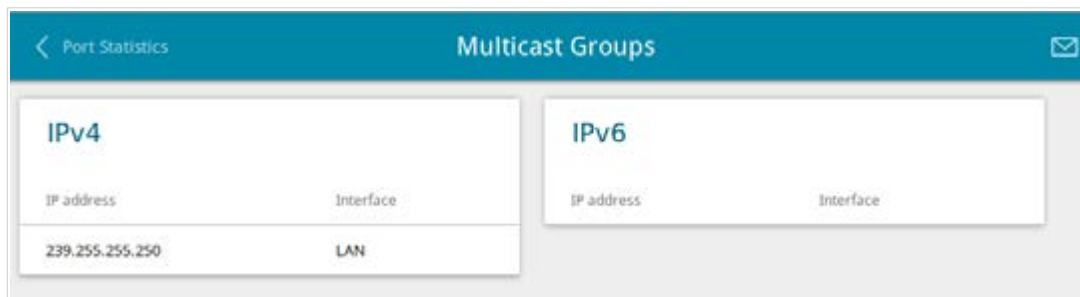 Port Statistics
Multicast Groups
IPv4
IP address Interface
239.255.255.250 LAN
IPv6
IP address Interface